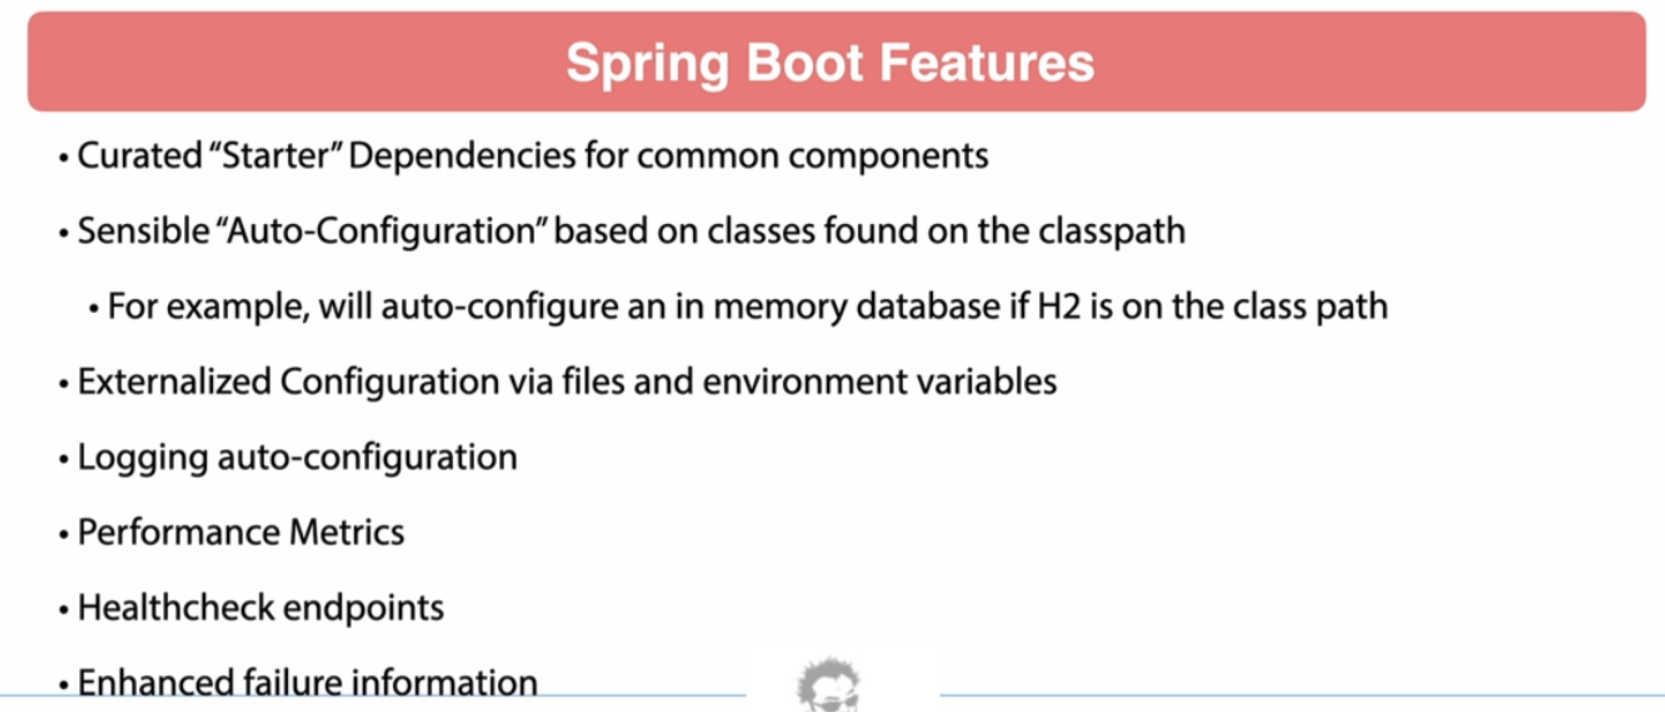 Spring Boot Features
• Curated “Starter” Dependencies for common components
• Sensible “Auto-Configuration” based on classes found on the classpath
• For example, will auto-configure an in memory database if H2 is on the class path
• Externalized Configuration via files and environment variables
• Logging auto-configuration
• Performance Metrics
• Healthcheck endpoints
• Enhanced failure information